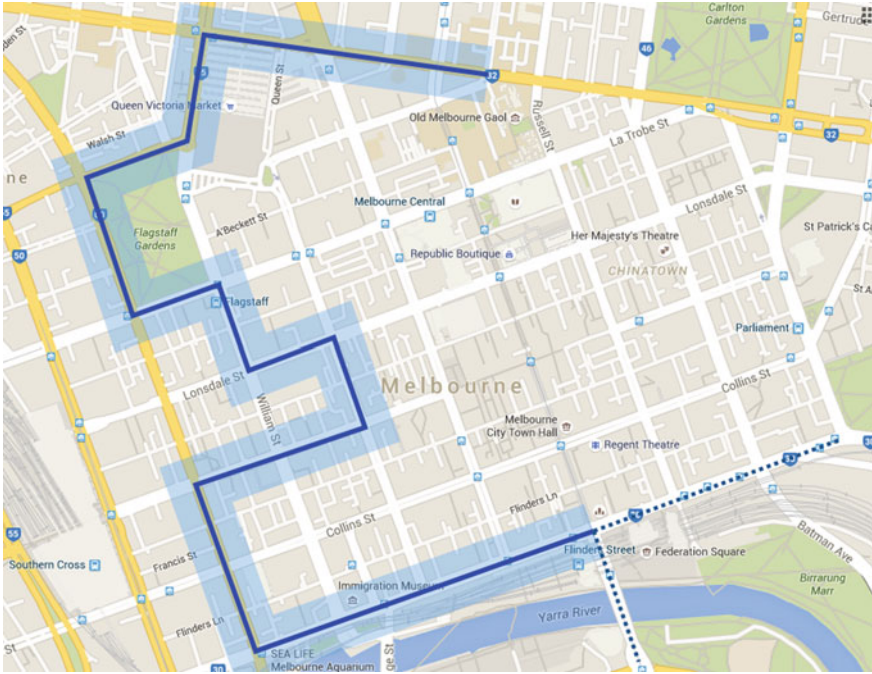 Carlton
Gardens
46
32
Queen St
Queen Victoria Market
Old Melbourne Gaol
Russell St
La Trobe St
32
Walsh St
ne
Lonsdale St
Melbourne Central
A'Beckett St
Flagstaff
Gardens
50
Her Majesty's Theatre
St Patrick's Ca
Republic Boutique
CHINATOWN
Flagstaff
Parliament
Melbourne
Lonsdale St
Collins St
William St
Melbourne
City Town Hall
Regent Theatre
Flinders Ln
Collins St
55
Francis St
Southern Cross
Flinders Street
Federation Square
Batman Ave
Immigration Museum
Birrarung
Marr
Yarra River
Flinders Ln
SEA LIFE
Melbourne Aquarium
30
ge St